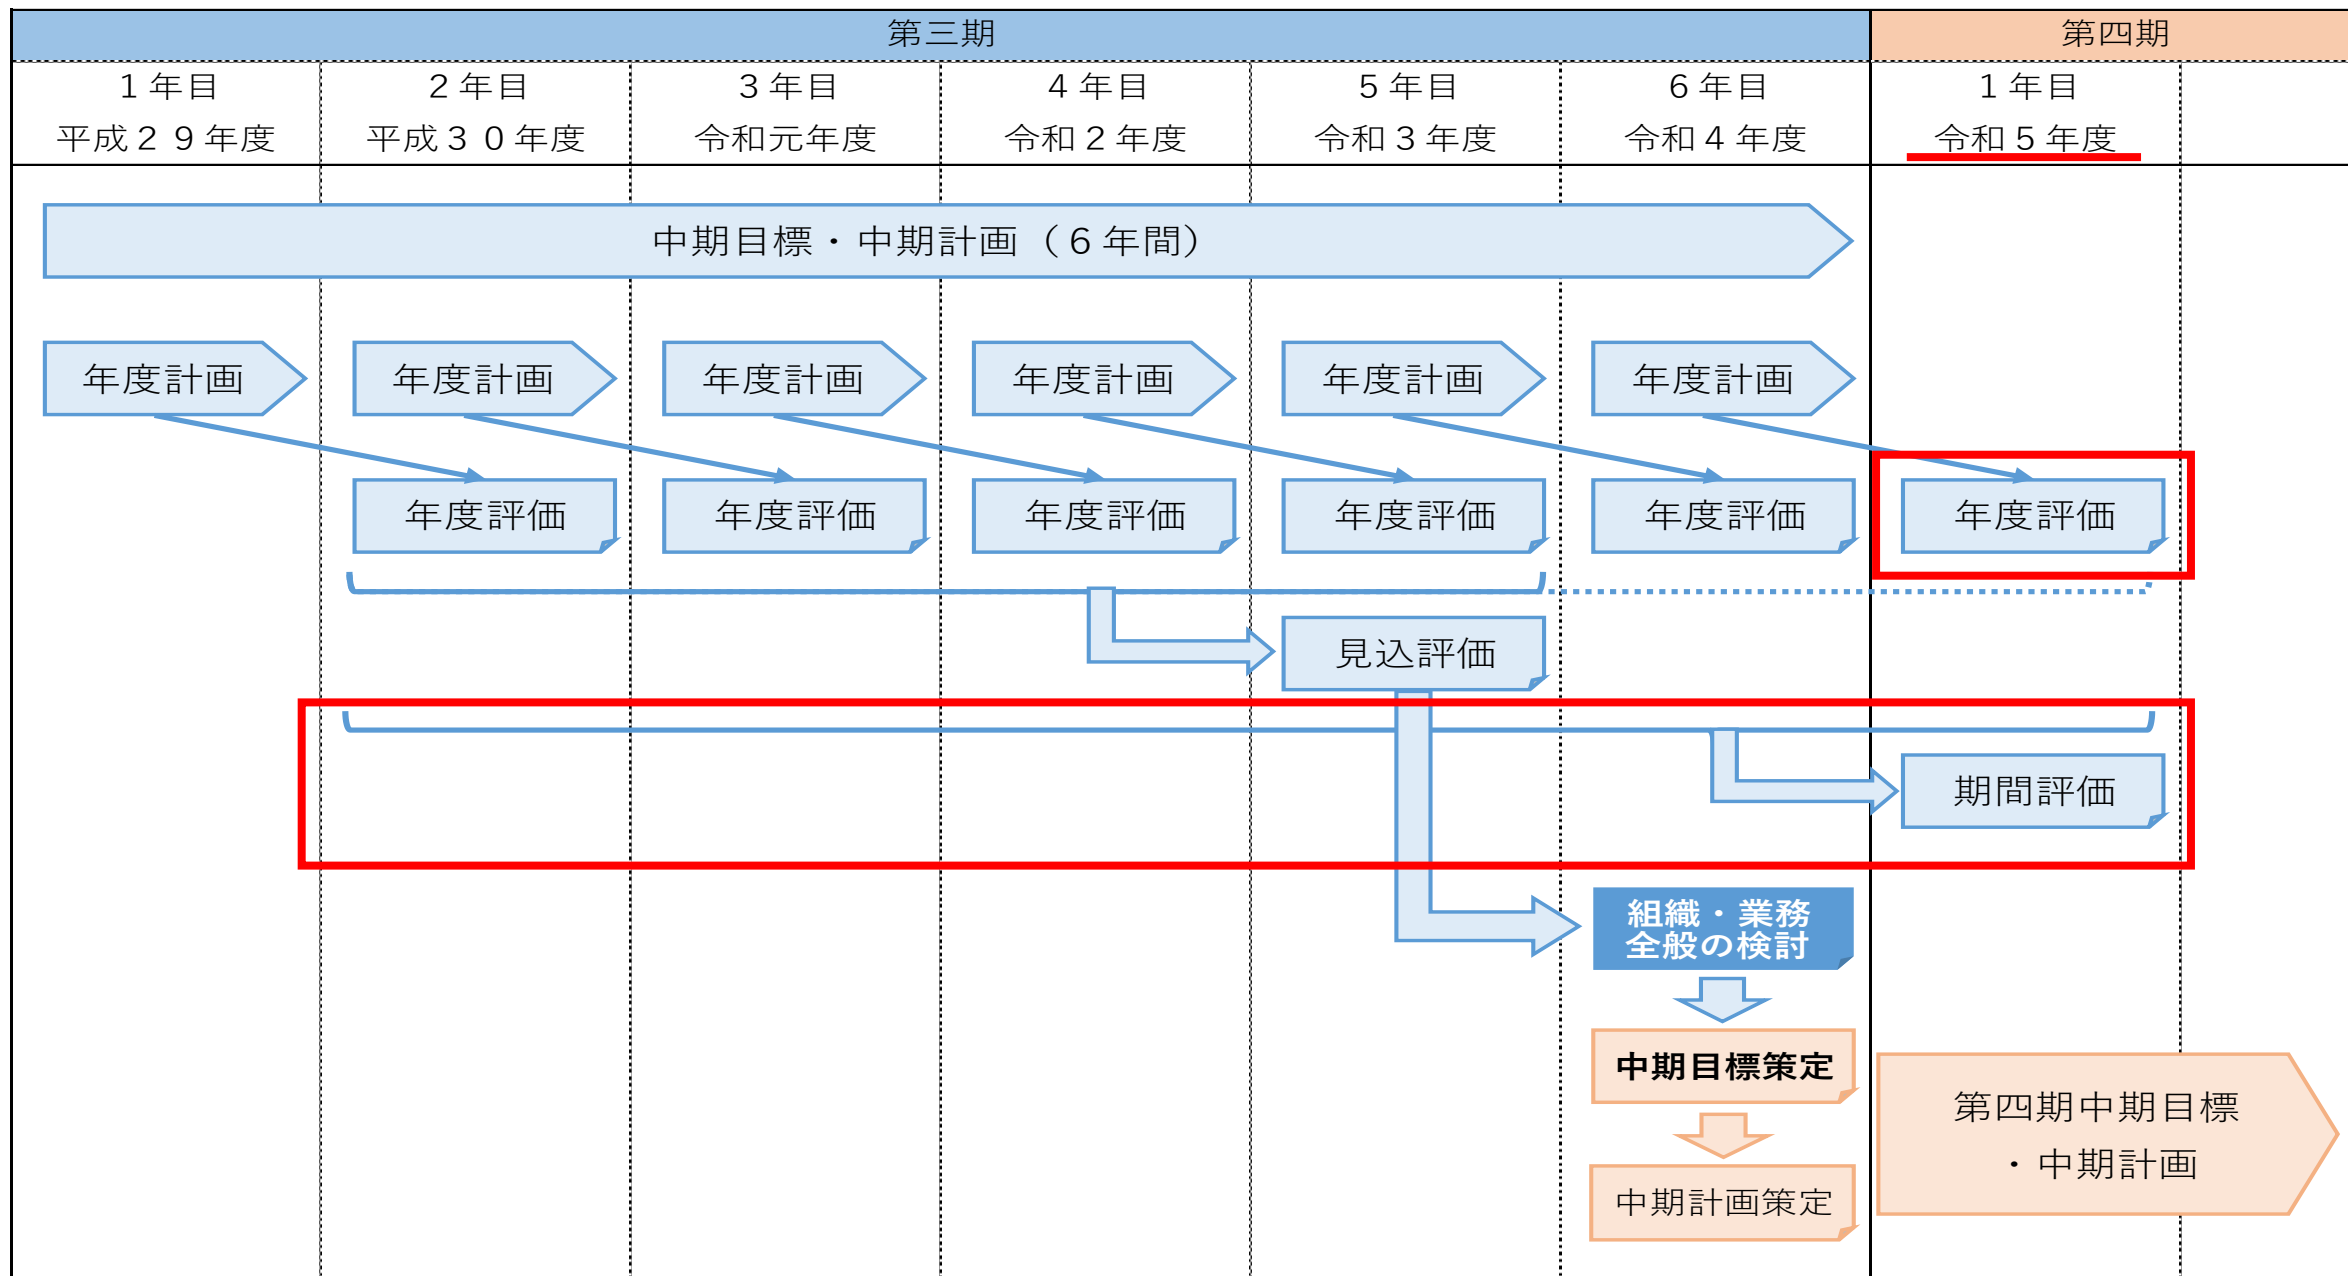 第三期
第四期
１年目
２年目
３年目
４年目
５年目
６年目
１年目
平成２９年度
平成３０年度
令和元年度
令和２年度
令和３年度
令和４年度
令和５年度
中期目標・中期計画（６年間）
年度計画
年度計画
年度計画
年度計画
年度計画
年度計画
年度評価
年度評価
年度評価
年度評価
年度評価
年度評価
見込評価
期間評価
組織・業務
全般の検討
中期目標策定
中期計画策定
第四期中期目標
・中期計画